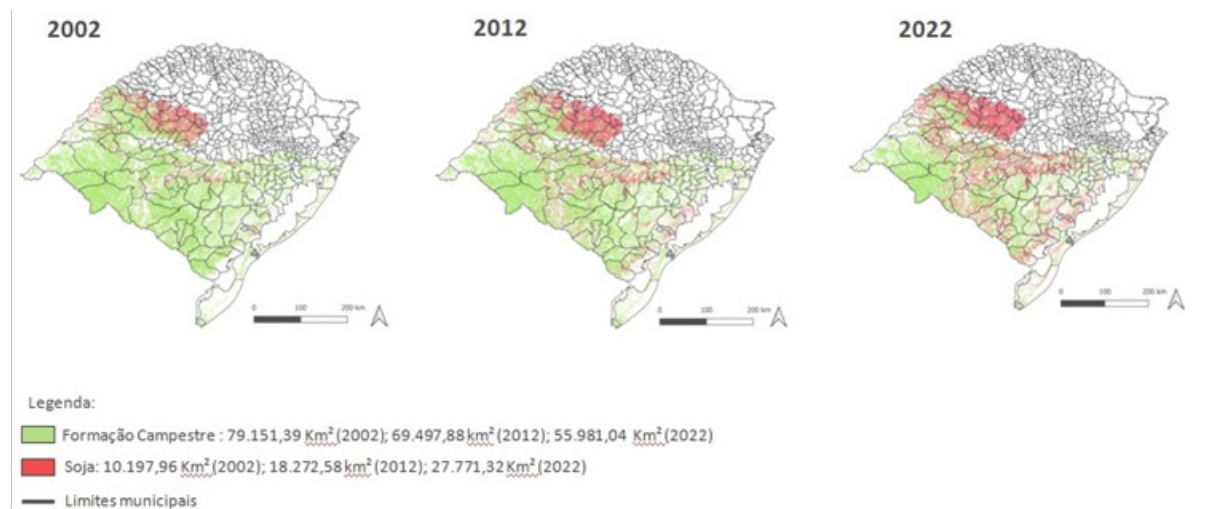 2002
2012
2022
0 100 200 km
0 100 200 km
0 100 200 km
Legenda:
Formação Campestre : 79.151,39 Km² (2002); 69.497,88 km² (2012); 55.981,04 Km² (2022)
Soja: 10.197,96 Km² (2002); 18.272,58 km² (2012); 27.771,32 Km² (2022)
Limites municipais